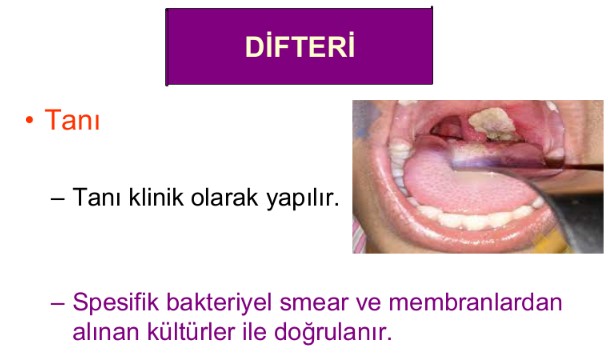 DİFTERİ
• Tanı
– Tanı klinik olarak yapılır.
– Spesifik bakteriyel smear ve membranlardan
alınan kültürler ile doğrulanır.